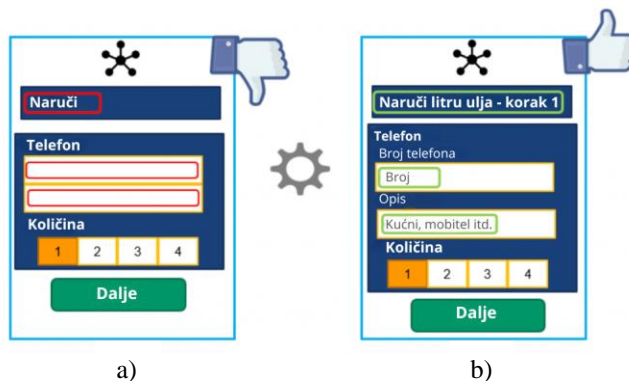 Naruči
Telefon
Količina
1 2 3 4
Dalje
a)
Naruči litru ulja - korak 1
Telefon
Broj telefona
Broj
Opis
Kućni, mobitel itd.
Količina
1 2 3 4
Dalje
b)